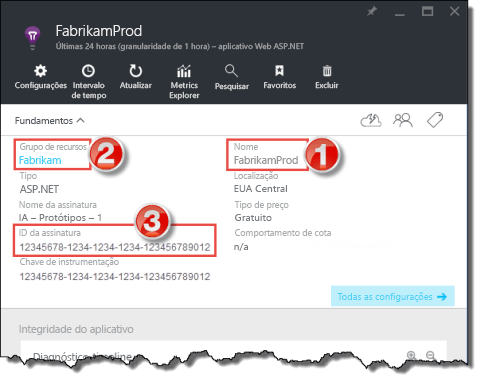 FabrikamProd
Últimas 24 horas (granularidade de 1 hora) – aplicativo Web ASP.NET
Configurações Intervalo de tempo Atualizar Metrics Explorer Pesquisar Favoritos Excluir
Fundamentos
Grupo de recursos
Fabrikam
2
Nome
FabrikamProd
1
Tipo
ASP.NET
Localização
EUA Central
Nome da assinatura
IA – Protótipos – 1
Tipo de preço
Gratuito
3
ID da assinatura
12345678-1234-1234-1234-123456789012
Comportamento de cota
n/a
Chave de instrumentação
12345678-1234-1234-1234-123456789012
Todas as configurações
Integridade do aplicativo
Diagnóstico timeline